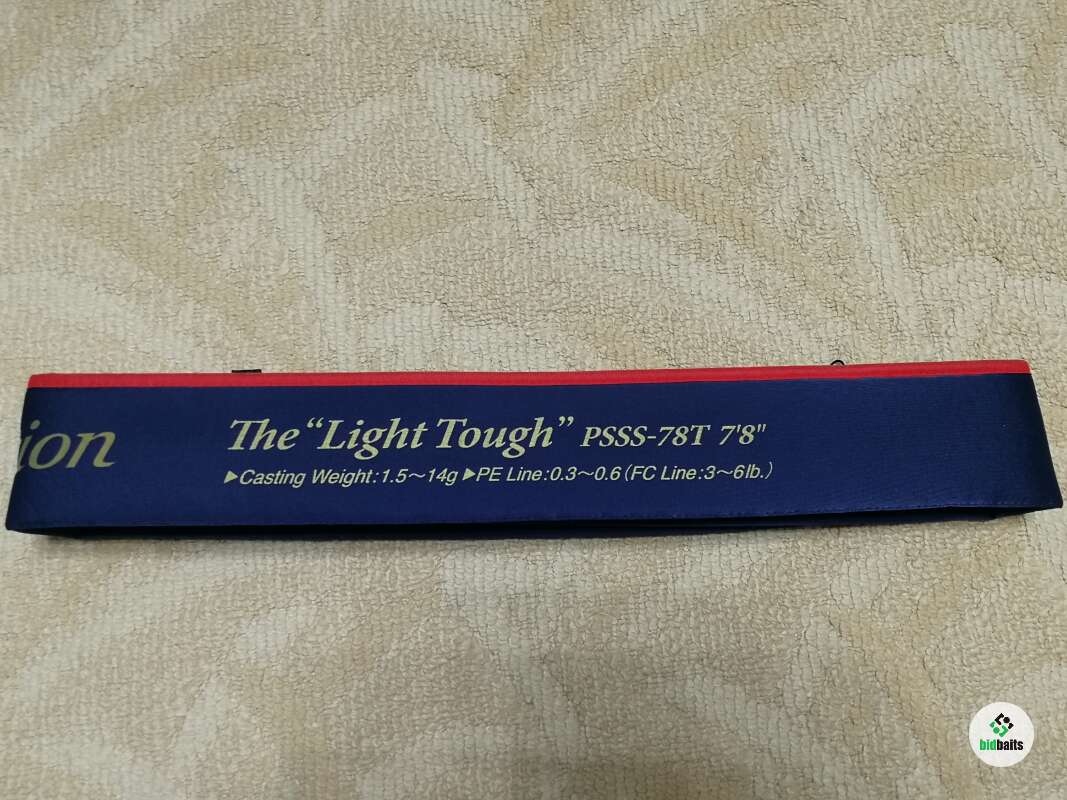 ion
The “Light Tough” PSSS-78T 7'8"
▶Casting Weight:1.5～14g ▶PE Line:0.3～0.6 (FC Line:3～6lb.)
bidbaits